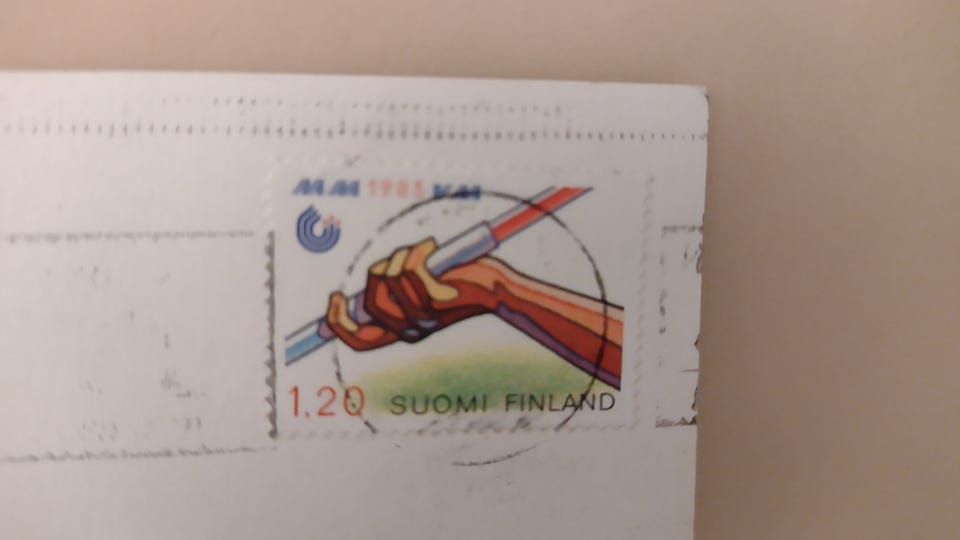 MM 1983 VM
1.20 SUOMI FINLAND